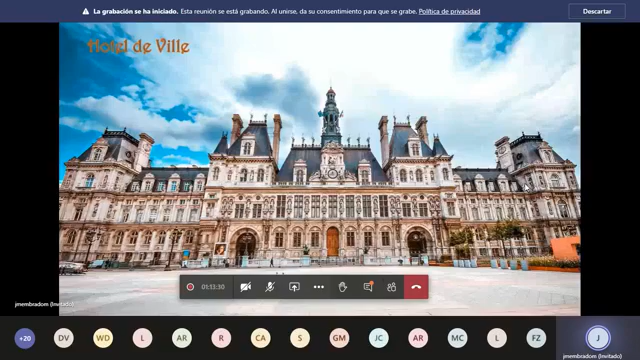 La grabación se ha iniciado. Esta reunión se está grabando. Al unirse, da su consentimiento para que se grabe. Política de privacidad
Descartar
Hotel de Ville
01:13:30
jmembradom (Invitado)
+20
DV
WD
L
AR
R
CA
S
GM
JC
AR
MC
L
FZ
J
jmembradom (Invitado)